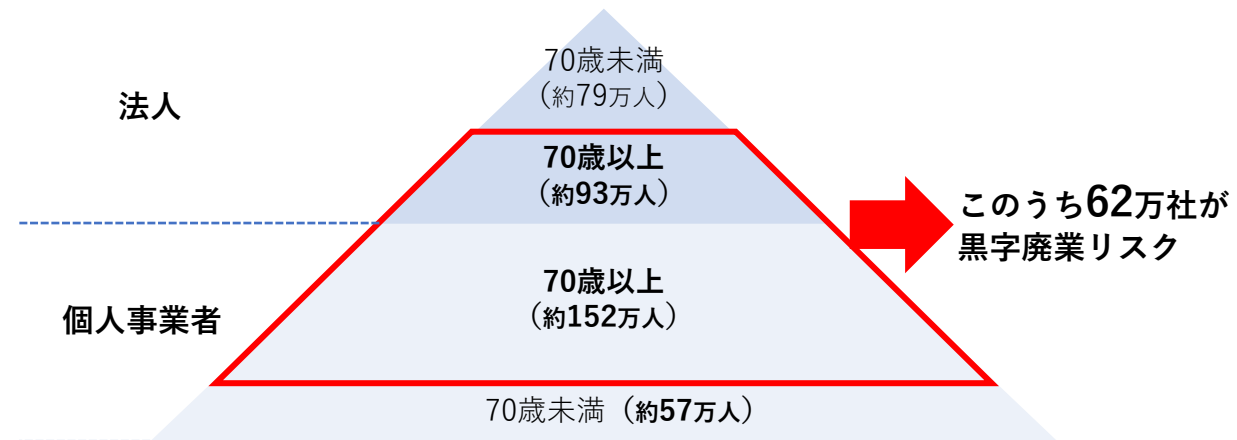 70歳未満
（約79万人）
法人
70歳以上
（約93万人）
このうち62万社が
黒字廃業リスク
70歳以上
（約152万人）
個人事業者
70歳未満（約57万人）